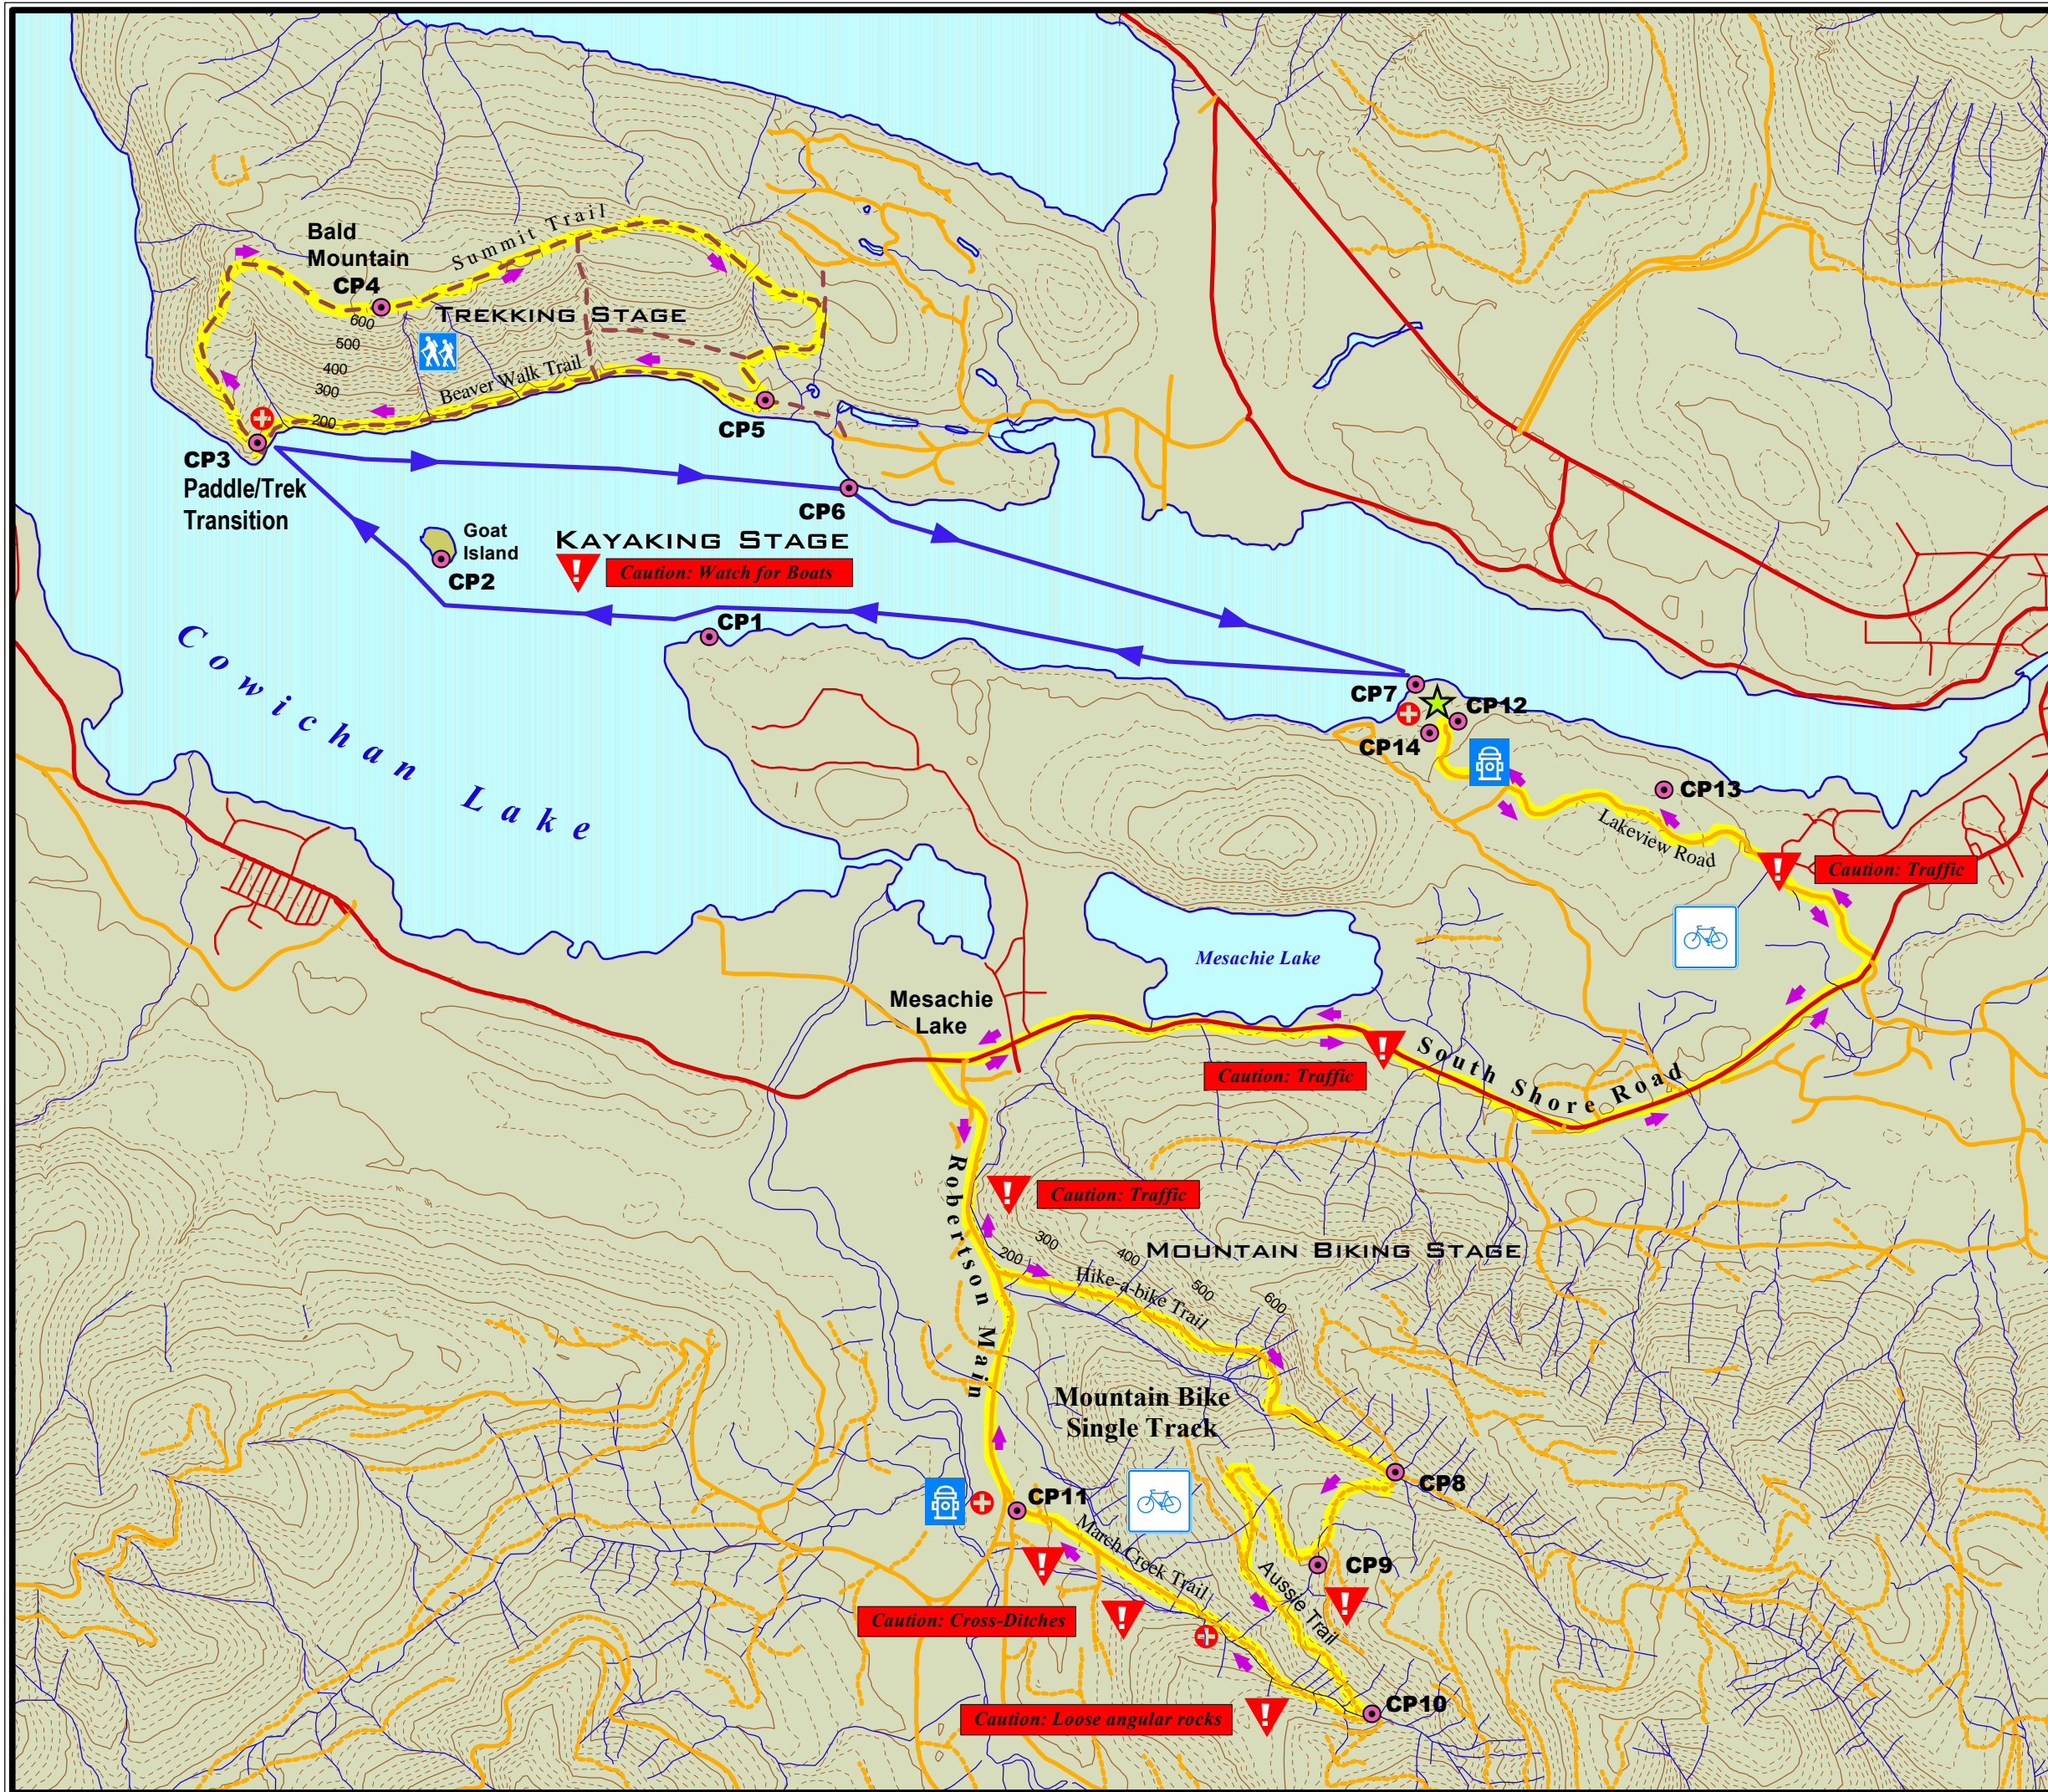 Bald
Mountain
CP4
Summit Trail
600
500
400
300
200
TREKKING STAGE
Beaver Walk Trail
CP5
CP3
Paddle/Trek
Transition
CP6
Goat
Island
CP2
KAYAKING STAGE
!
Caution: Watch for Boats
CP1
Cowichan Lake
CP7
CP12
CP14
CP13
Lakeview Road
!
Caution: Traffic
Mesachie Lake
Mesachie
Lake
!
Caution: Traffic
South Shore Road
Robertson Main
!
Caution: Traffic
200
300
400
500
600
MOUNTAIN BIKING STAGE
Hike-a-bike Trail
Mountain Bike
Single Track
CP8
CP11
March Creek Trail
CP9
Aussie Trail
!
!
Caution: Cross-Ditches
!
CP10
Caution: Loose angular rocks
!